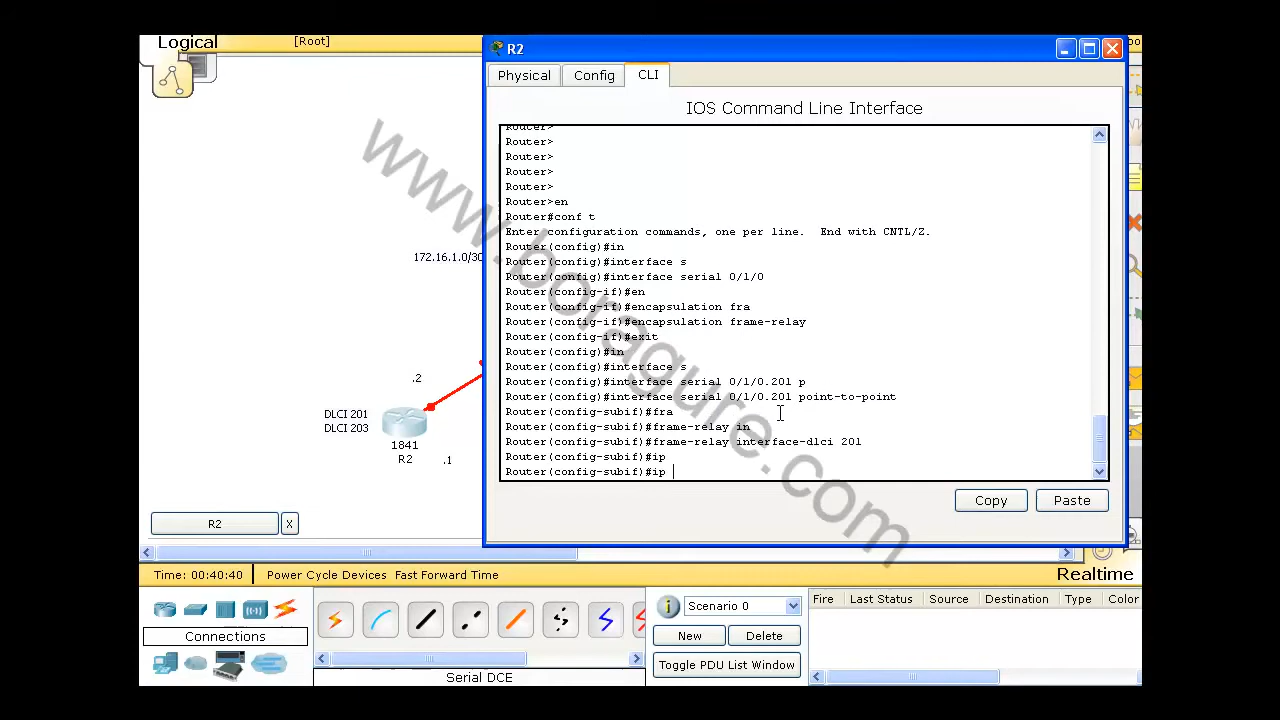 Logical
[Root]
R2
Physical
Config
CLI
IOS Command Line Interface
Router>
Router>
Router>
Router>
Router>
Router>en
Router#conf t
Enter configuration commands, one per line.  End with CNTL/Z.
Router(config)#in
Router(config)#interface s
Router(config)#interface serial 0/1/0
Router(config-if)#en
Router(config-if)#encapsulation fra
Router(config-if)#encapsulation frame-relay
Router(config-if)#exit
Router(config)#in
Router(config)#interface s
Router(config)#interface serial 0/1/0.201 p
Router(config)#interface serial 0/1/0.201 point-to-point
Router(config-subif)#fra
Router(config-subif)#frame-relay in
Router(config-subif)#frame-relay interface-dlci 201
Router(config-subif)#ip
Router(config-subif)#ip
Copy
Paste
172.16.1.0/30
.2
DLCI 201
DLCI 203
1841
R2
.1
www.boragure.com
R2
X
Time: 00:40:40
Power Cycle Devices  Fast Forward Time
Realtime
Connections
Serial DCE
Scenario 0
New
Delete
Toggle PDU List Window
Fire
Last Status
Source
Destination
Type
Color